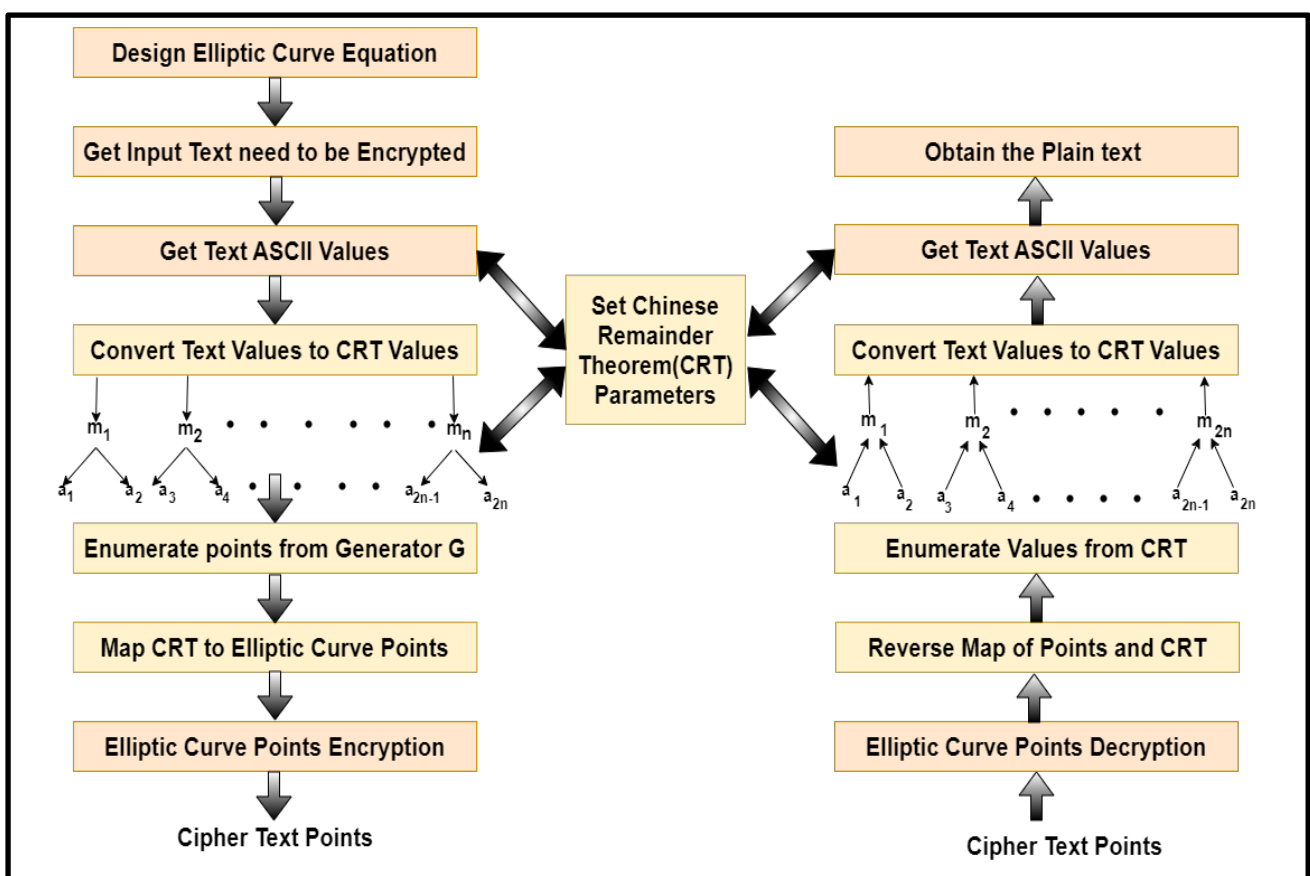 Design Elliptic Curve Equation
Get Input Text need to be Encrypted
Get Text ASCII Values
Convert Text Values to CRT Values
m1 m2 mn
a1 a2 a3 a4 a2n-1 a2n
Enumerate points from Generator G
Map CRT to Elliptic Curve Points
Elliptic Curve Points Encryption
Cipher Text Points
Set Chinese
Remainder
Theorem(CRT)
Parameters
Obtain the Plain text
Get Text ASCII Values
Convert Text Values to CRT Values
m1 m2 m2n
a1 a2 a3 a4 a2n-1 a2n
Enumerate Values from CRT
Reverse Map of Points and CRT
Elliptic Curve Points Decryption
Cipher Text Points